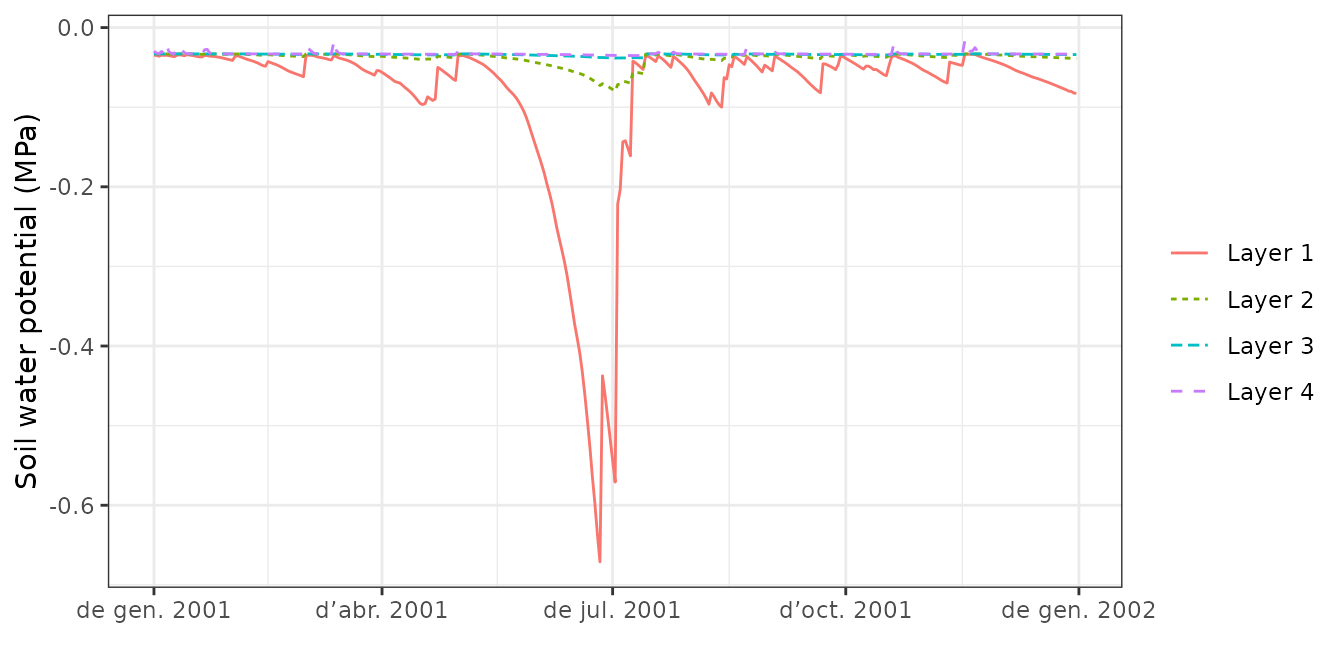 Soil water potential (MPa)
0.0
-0.2
-0.4
-0.6
de gen. 2001
d’abr. 2001
de jul. 2001
d’oct. 2001
de gen. 2002
Layer 1
Layer 2
Layer 3
Layer 4